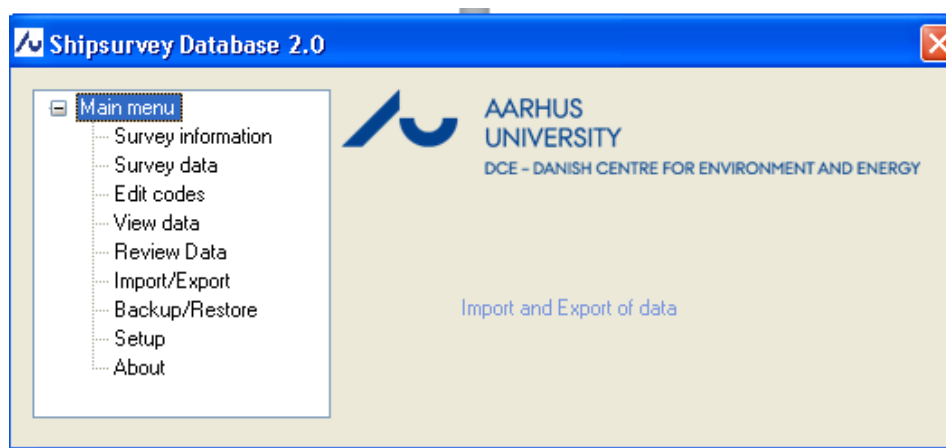 Shipsurvey Database 2.0
Main menu
Survey information
Survey data
Edit codes
View data
Review Data
Import/Export
Backup/Restore
Setup
About
AARHUS
UNIVERSITY
DCE – DANISH CENTRE FOR ENVIRONMENT AND ENERGY
Import and Export of data